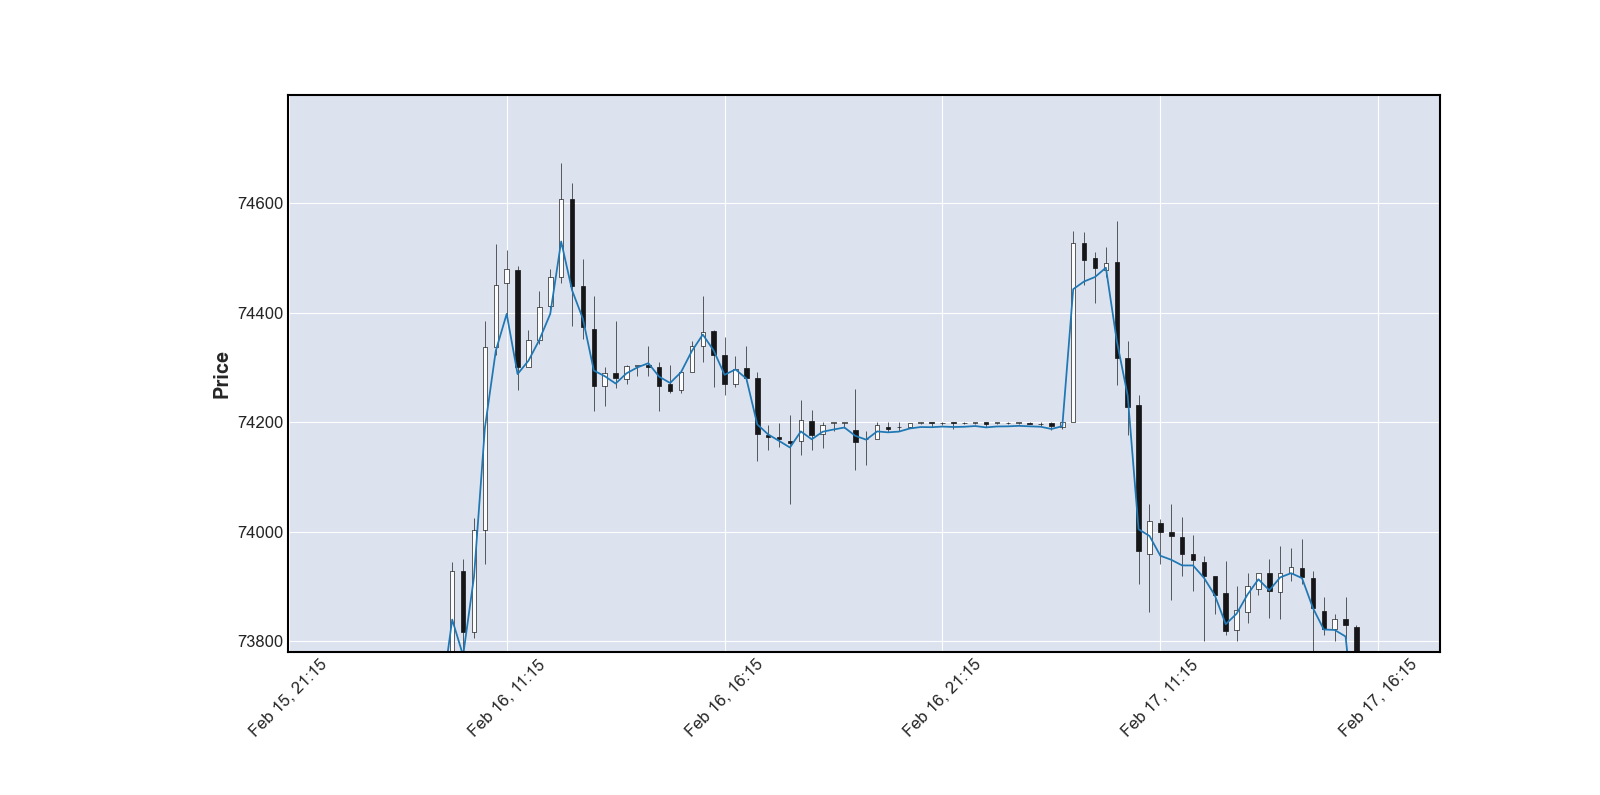 Price
74600
74400
74200
74000
73800
Feb 15, 21:15
Feb 16, 11:15
Feb 16, 16:15
Feb 16, 21:15
Feb 17, 11:15
Feb 17, 16:15